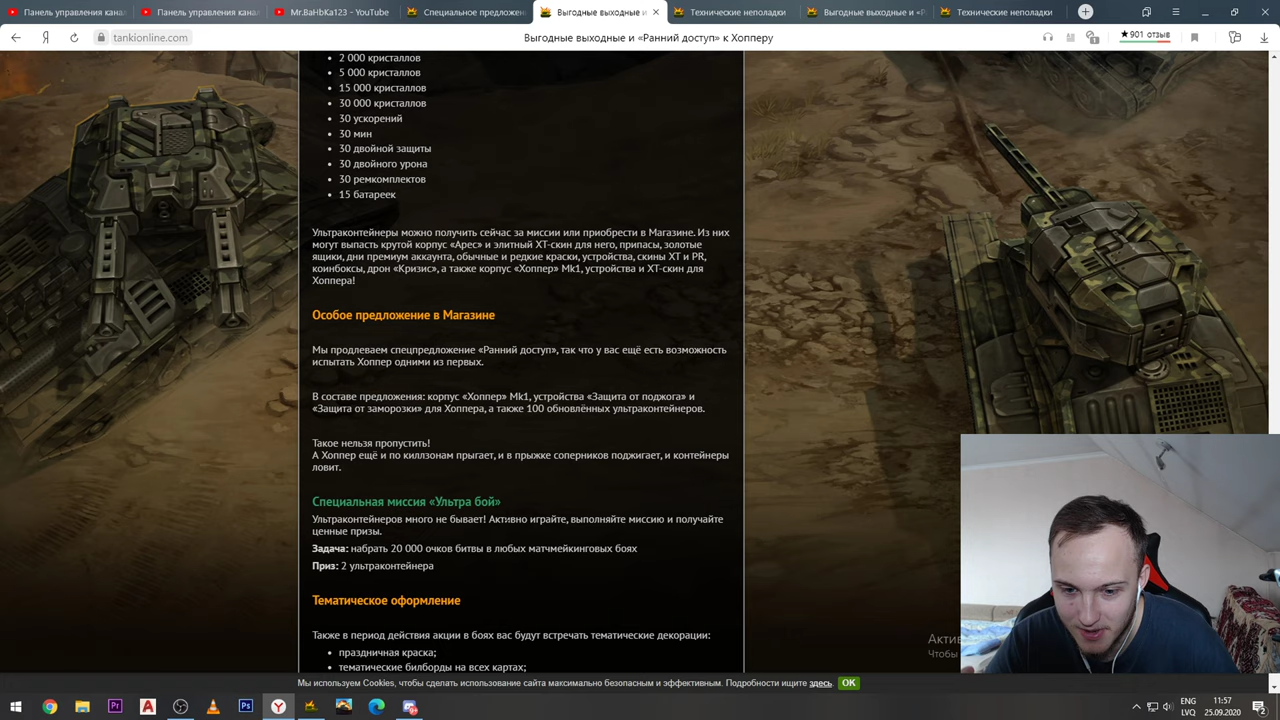 Панель управления кана
Панель управления кана
Mr.BaHbKa123 - YouTube
Специальное предложен
Выгодные выходные и
Технические неполадки
Выгодные выходные и «Р
Технические неполадки
tankionline.com
Выгодные выходные и «Ранний доступ» к Хопперу
★901 отзыв
2 000 кристаллов
5 000 кристаллов
15 000 кристаллов
30 000 кристаллов
30 ускорений
30 мин
30 двойной защиты
30 двойного урона
30 ремкомплектов
15 батареек
Ультраконтейнеры можно получить сейчас за миссии или приобрести в Магазине. Из них
могут выпасть крутой корпус «Арес» и элитный XT-скин для него, припасы, золотые
ящики, дни премиум аккаунта, обычные и редкие краски, устройства, скины XT и PR,
коинбоксы, дрон «Кризис», а также корпус «Хоппер» Mk1, устройства и XT-скин для
Хоппера!
Особое предложение в Магазине
Мы продлеваем спецпредложение «Ранний доступ», так что у вас ещё есть возможность
испытать Хоппер одними из первых.
В составе предложения: корпус «Хоппер» Mk1, устройства «Защита от поджога» и
«Защита от заморозки» для Хоппера, а также 100 обновлённых ультраконтейнеров.
Такое нельзя пропустить!
А Хоппер ещё и по киллзонам прыгает, и в прыжке соперников поджигает, и контейнеры
ловит.
Специальная миссия «Ультра бой»
Ультраконтейнеров много не бывает! Активно играйте, выполняйте миссию и получайте
ценные призы.
Задача: набрать 20 000 очков битвы в любых матчмейкинговых боях
Приз: 2 ультраконтейнера
Тематическое оформление
Также в период действия акции в боях вас будут встречать тематические декорации:
праздничная краска;
тематические билборды на всех картах;
Акти
Чтобы
Мы используем Cookies, чтобы сделать использование сайта максимально безопасным и эффективным. Подробности ищите здесь OK
ENG
LVQ
11:57
25.09.2020
2